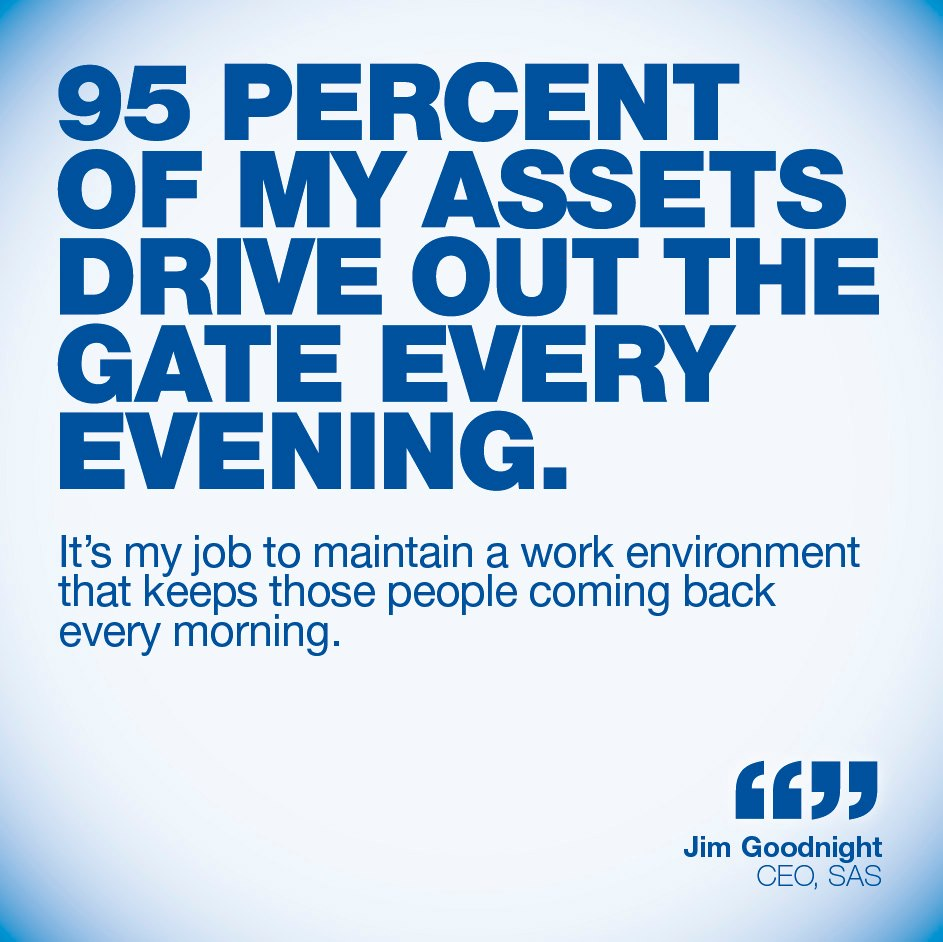 95 PERCENT
OF MY ASSETS
DRIVE OUT THE
GATE EVERY
EVENING.
It’s my job to maintain a work environment
that keeps those people coming back
every morning.
“”
Jim Goodnight
CEO, SAS